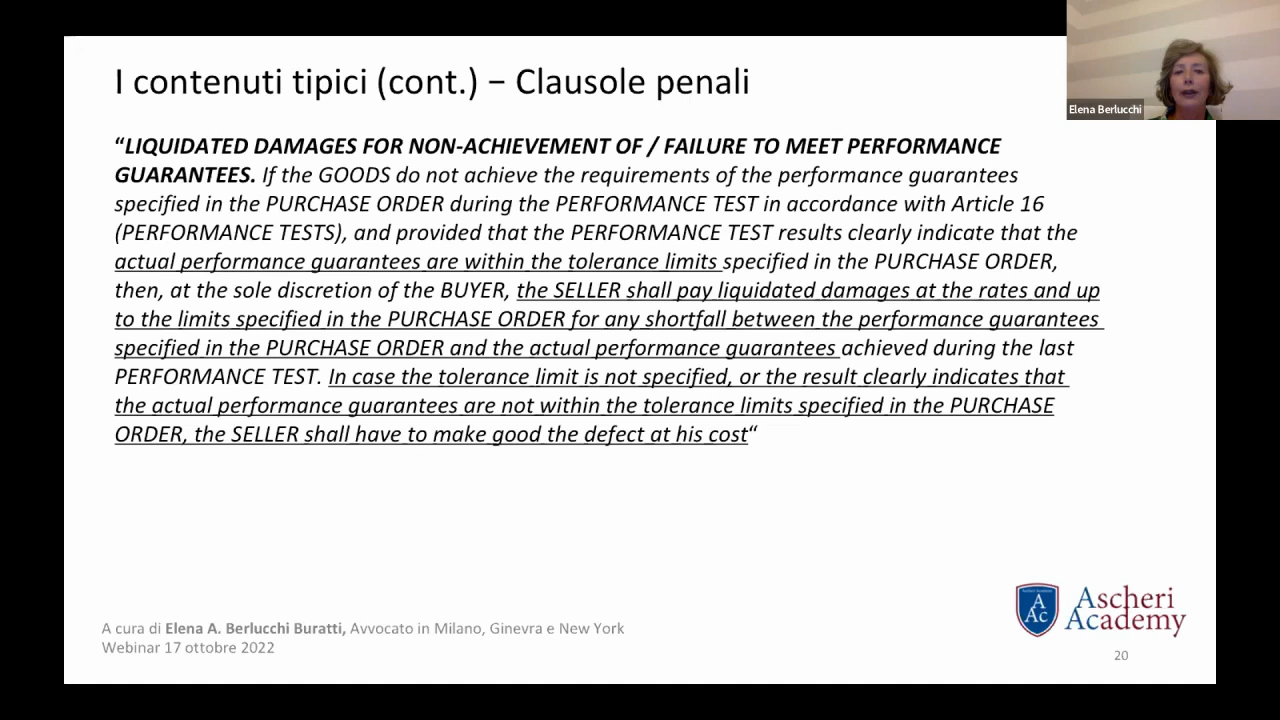 I contenuti tipici (cont.) – Clausole penali
Elena Berlucchi
“LIQUIDATED DAMAGES FOR NON-ACHIEVEMENT OF / FAILURE TO MEET PERFORMANCE
GUARANTEES. If the GOODS do not achieve the requirements of the performance guarantees
specified in the PURCHASE ORDER during the PERFORMANCE TEST in accordance with Article 16
(PERFORMANCE TESTS), and provided that the PERFORMANCE TEST results clearly indicate that the
actual performance guarantees are within the tolerance limits specified in the PURCHASE ORDER,
then, at the sole discretion of the BUYER, the SELLER shall pay liquidated damages at the rates and up
to the limits specified in the PURCHASE ORDER for any shortfall between the performance guarantees
specified in the PURCHASE ORDER and the actual performance guarantees achieved during the last
PERFORMANCE TEST. In case the tolerance limit is not specified, or the result clearly indicates that
the actual performance guarantees are not within the tolerance limits specified in the PURCHASE
ORDER, the SELLER shall have to make good the defect at his cost“
A cura di Elena A. Berlucchi Buratti, Avvocato in Milano, Ginevra e New York
Webinar 17 ottobre 2022
A
Ac
Ascheri
Academy
20